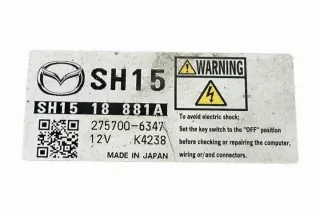 SH15
WARNING
SH15 18 881A
275700-6347
12V K4238
MADE IN JAPAN
To avoid electric shock;
Set the key switch to the "OFF" position
before checking or repairing the computer,
wiring or/and connectors.